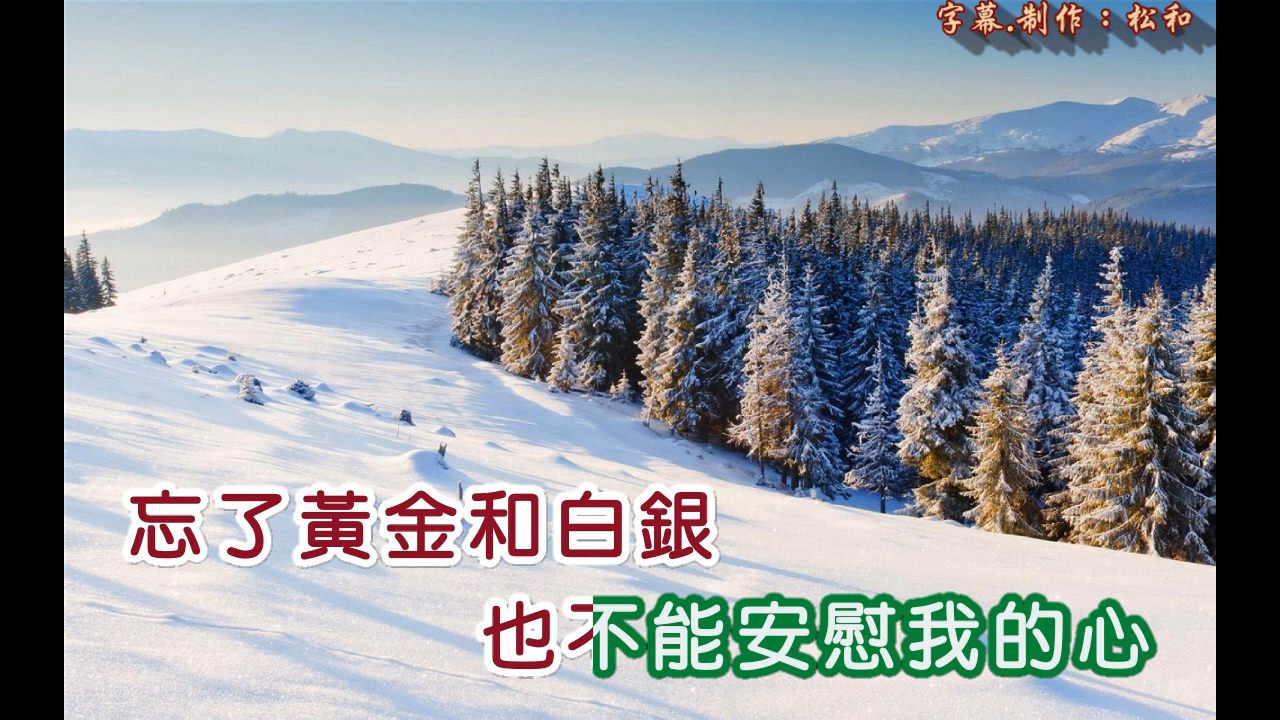 字幕.制作：松和
忘了黃金和白銀
也不能安慰我的心